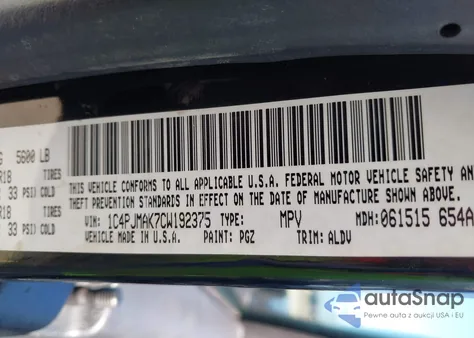 G 5600 LB
R18 TIRES
33 PSI) COLD
R18 TIRES
33 PSI) COLD
THIS VEHICLE CONFORMS TO ALL APPLICABLE U.S.A. FEDERAL MOTOR VEHICLE SAFETY AN
THEFT PREVENTION STANDARDS IN EFFECT ON THE DATE OF MANUFACTURE SHOWN ABOVE.
VIN: 1C4PJMAK7CW192375 TYPE: MPV MDH: 061515 654A
VEHICLE MADE IN U.S.A. PAINT: PGZ TRIM: ALDV
autoSnap
Pewne auta z aukcji USA i EU